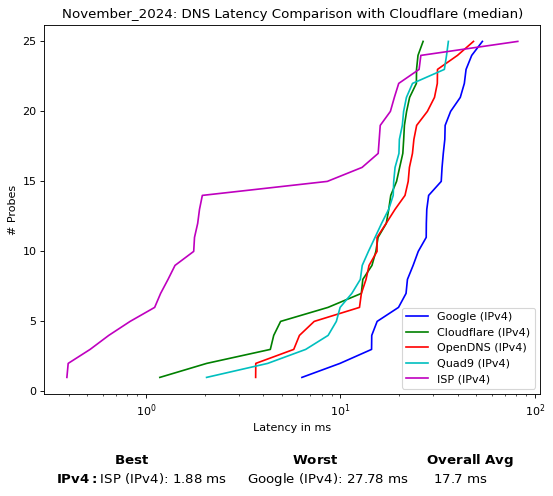 November_2024: DNS Latency Comparison with Cloudflare (median)
25
20
15
10
5
0
# Probes
Google (IPv4)
Cloudflare (IPv4)
OpenDNS (IPv4)
Quad9 (IPv4)
ISP (IPv4)
10⁰ 10¹ 10²
Latency in ms
Best Worst Overall Avg
IPv4: ISP (IPv4): 1.88 ms Google (IPv4): 27.78 ms 17.7 ms